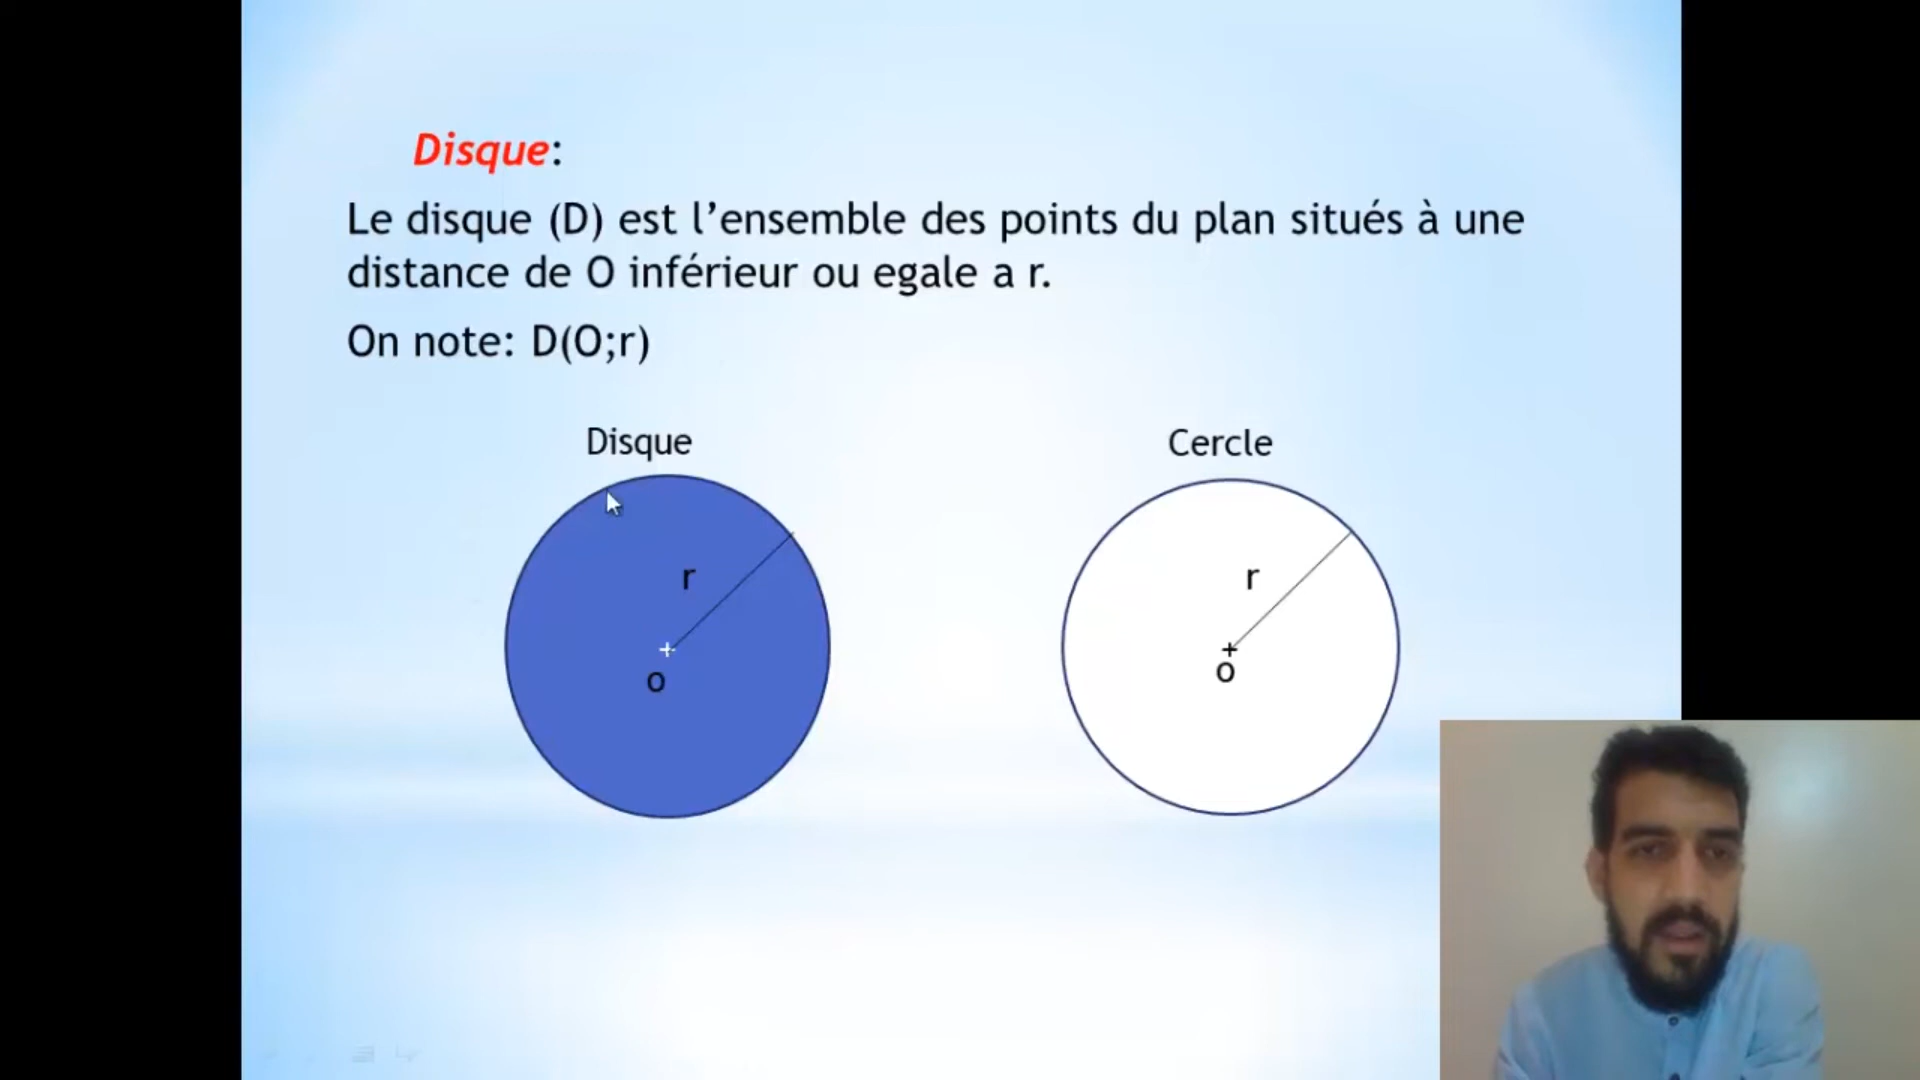 Disque:
Le disque (D) est l’ensemble des points du plan situés à une
distance de O inférieur ou egale a r.
On note: D(O;r)
Disque
Cercle
r
o
r
o